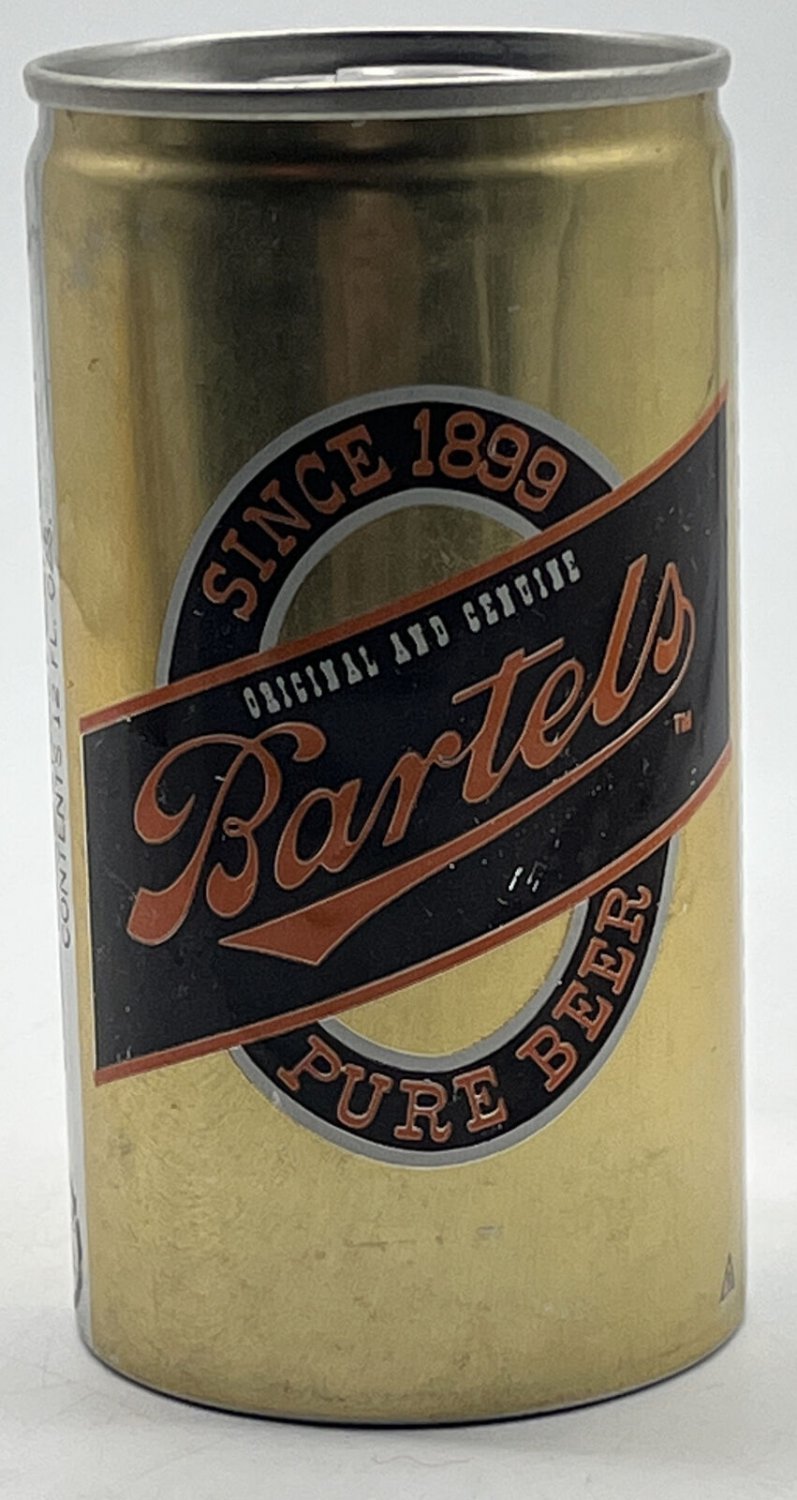 SINCE 1899
ORIGINAL AND GENUINE
Bartels
TM
PURE BEER
CONTENTS 12 FL. OZS.